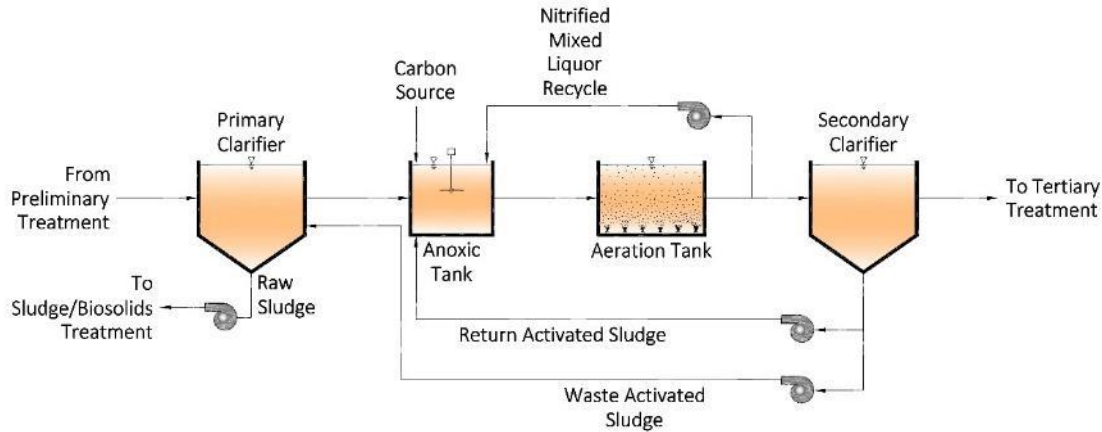 Nitrified
Mixed
Liquor
Recycle
Carbon
Source
Primary
Clarifier
Secondary
Clarifier
From
Preliminary
Treatment
To Tertiary
Treatment
Anoxic
Tank
Aeration Tank
To
Sludge/Biosolids
Treatment
Raw
Sludge
Return Activated Sludge
Waste Activated
Sludge